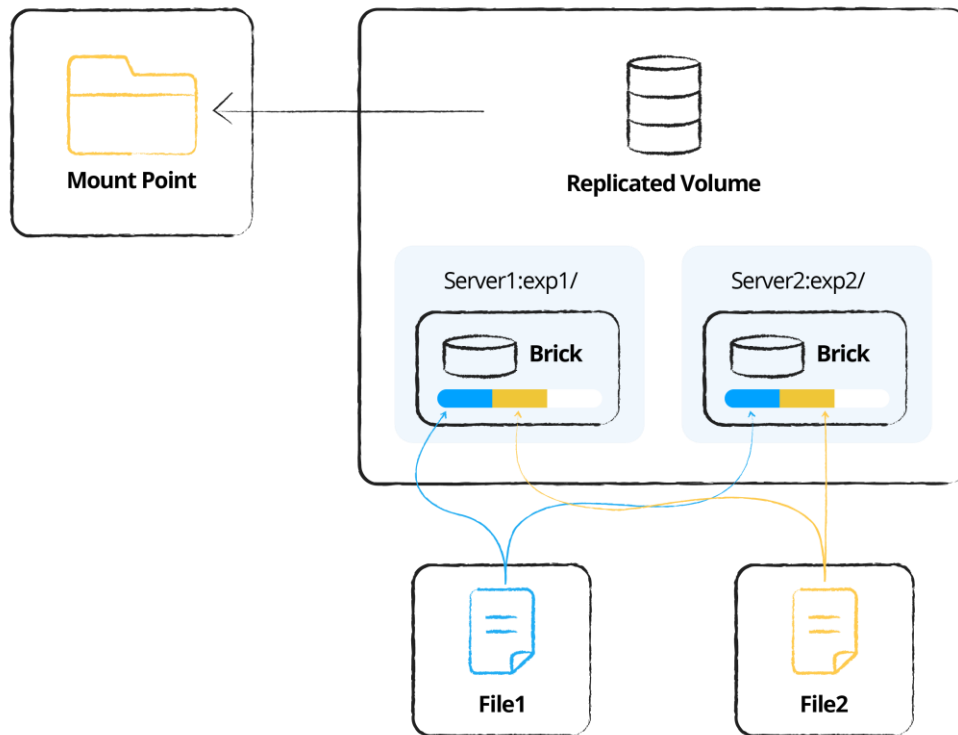 Mount Point
Replicated Volume
Server1:exp1/
Server2:exp2/
Brick
Brick
File1
File2